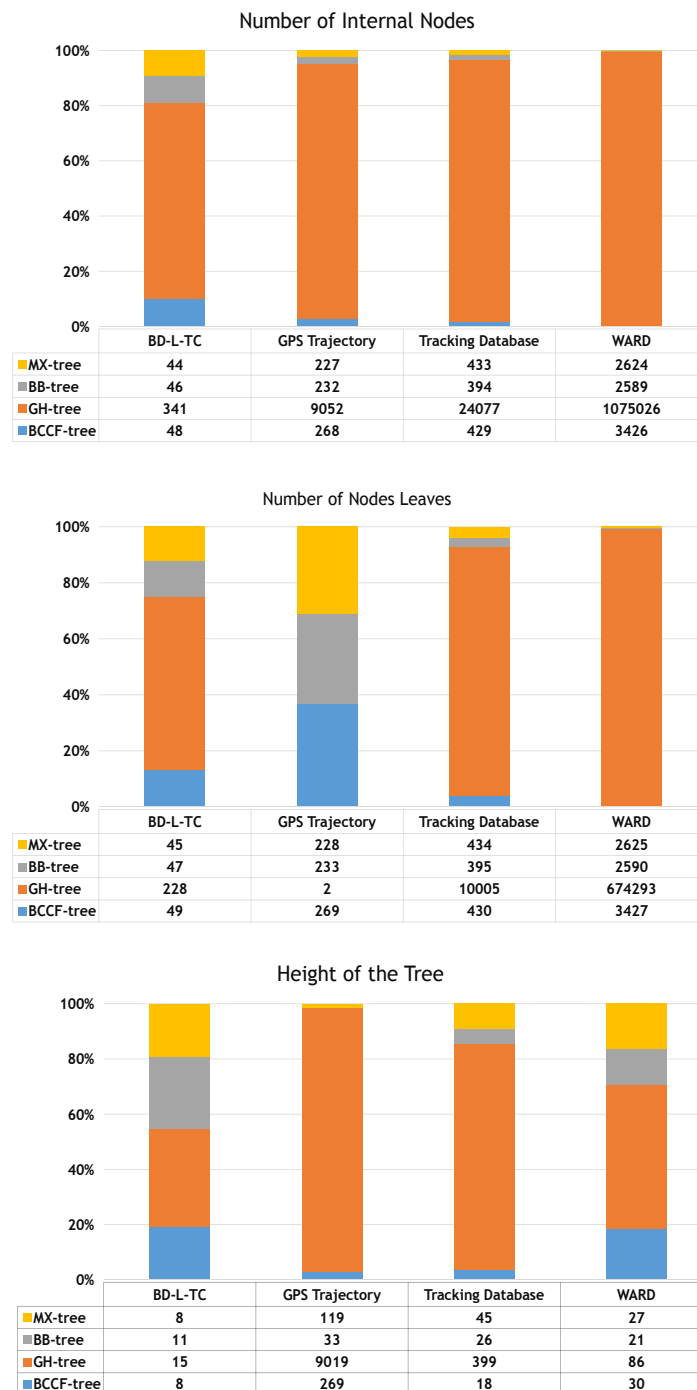 Number of Internal Nodes
100%
80%
60%
40%
20%
0%
BD-L-TC GPS Trajectory Tracking Database WARD
MX-tree 44 227 433 2624
BB-tree 46 232 394 2589
GH-tree 341 9052 24077 1075026
BCCF-tree 48 268 429 3426
Number of Nodes Leaves
100%
80%
60%
40%
20%
0%
BD-L-TC GPS Trajectory Tracking Database WARD
MX-tree 45 228 434 2625
BB-tree 47 233 395 2590
GH-tree 228 2 10005 674293
BCCF-tree 49 269 430 3427
Height of the Tree
100%
80%
60%
40%
20%
0%
BD-L-TC GPS Trajectory Tracking Database WARD
MX-tree 8 119 45 27
BB-tree 11 33 26 21
GH-tree 15 9019 399 86
BCCF-tree 8 269 18 30